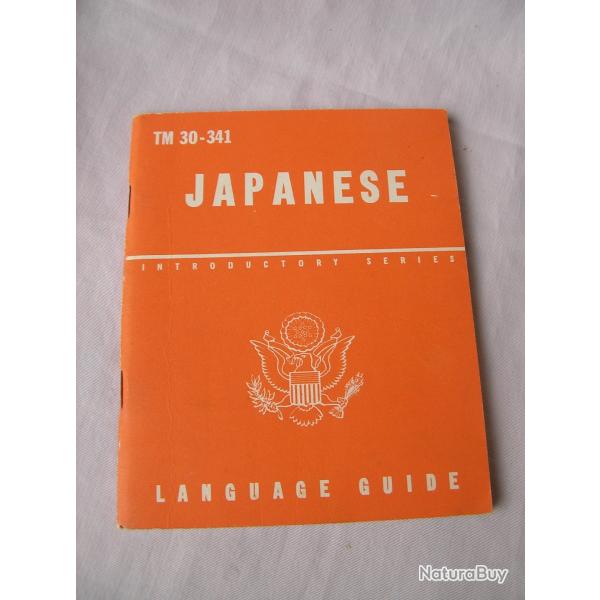 TM 30-341
JAPANESE
INTRODUCTORY SERIES
LANGUAGE GUIDE
NaturaBuy